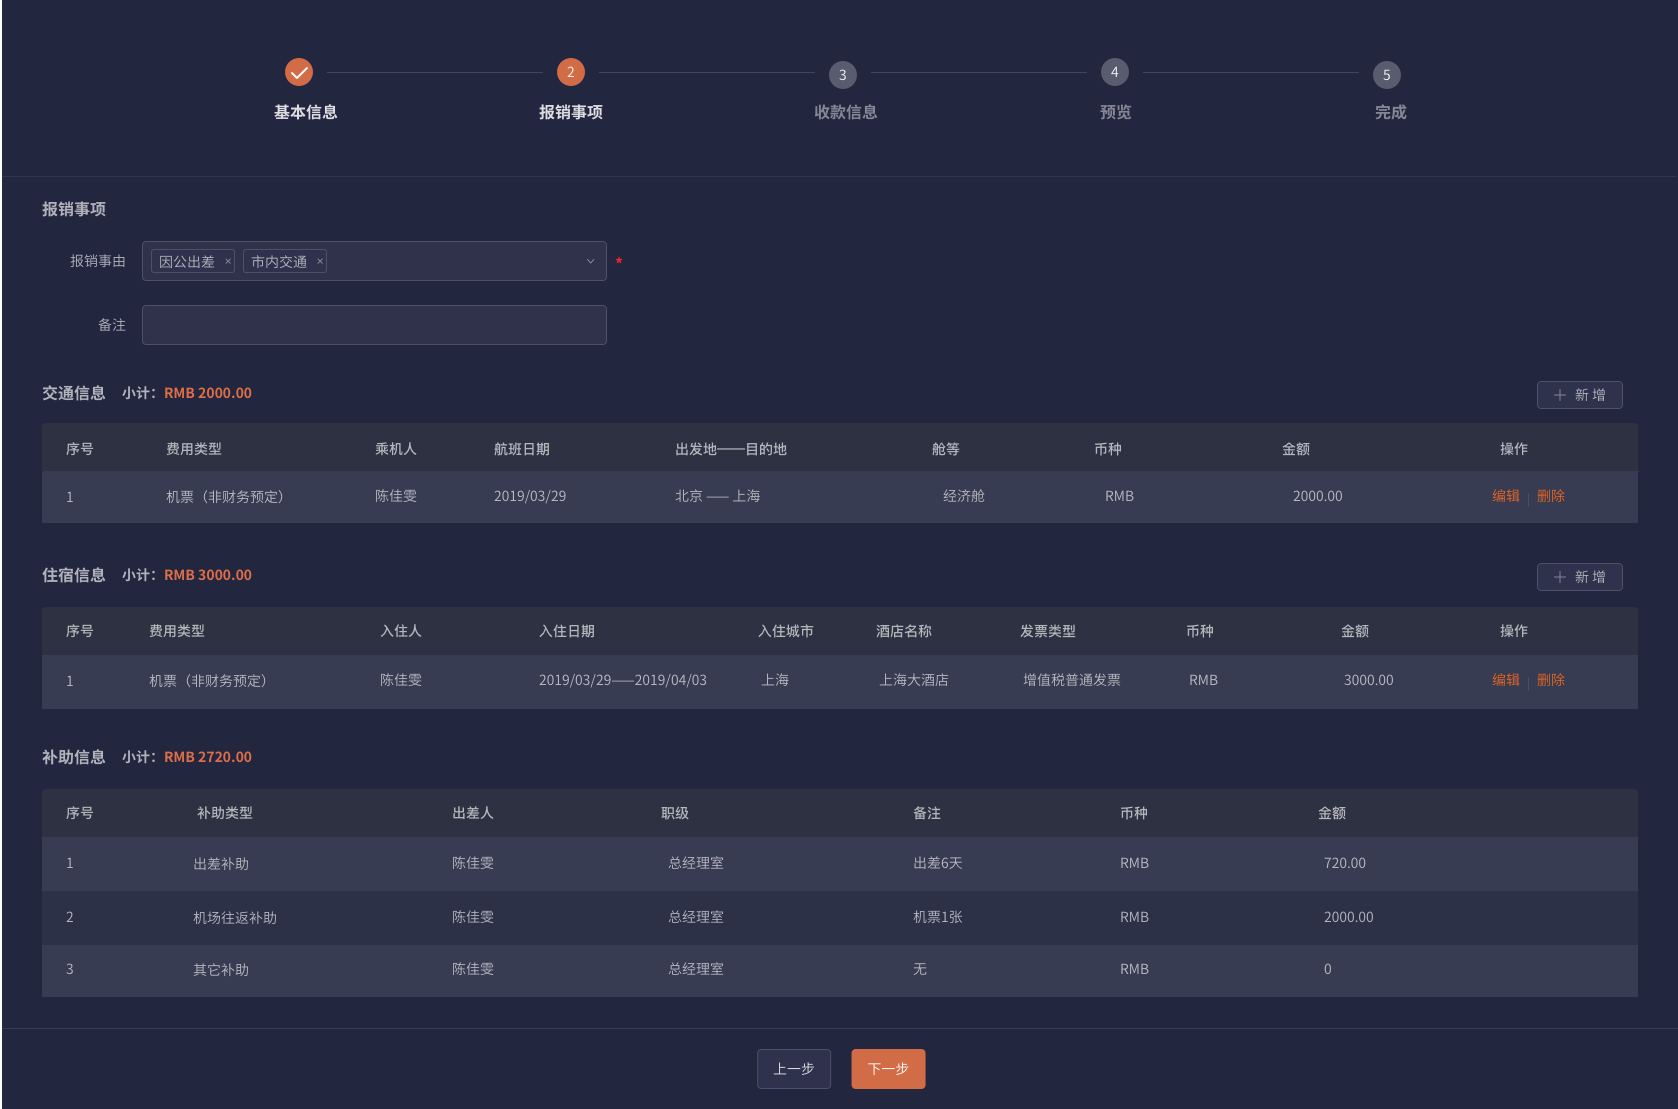 2
3
4
5
基本信息
报销事项
收款信息
预览
完成
报销事项
报销事由 因公出差 × 市内交通 × *
备注
交通信息 小计：RMB 2000.00 + 新 增
序号 费用类型 乘机人 航班日期 出发地——目的地 舱等 币种 金额 操作
1 机票（非财务预定） 陈佳雯 2019/03/29 北京 —— 上海 经济舱 RMB 2000.00 编辑 | 删除
住宿信息 小计：RMB 3000.00 + 新 增
序号 费用类型 入住人 入住日期 入住城市 酒店名称 发票类型 币种 金额 操作
1 机票（非财务预定） 陈佳雯 2019/03/29——2019/04/03 上海 上海大酒店 增值税普通发票 RMB 3000.00 编辑 | 删除
补助信息 小计：RMB 2720.00
序号 补助类型 出差人 职级 备注 币种 金额
1 出差补助 陈佳雯 总经理室 出差6天 RMB 720.00
2 机场往返补助 陈佳雯 总经理室 机票1张 RMB 2000.00
3 其它补助 陈佳雯 总经理室 无 RMB 0
上一步 下一步